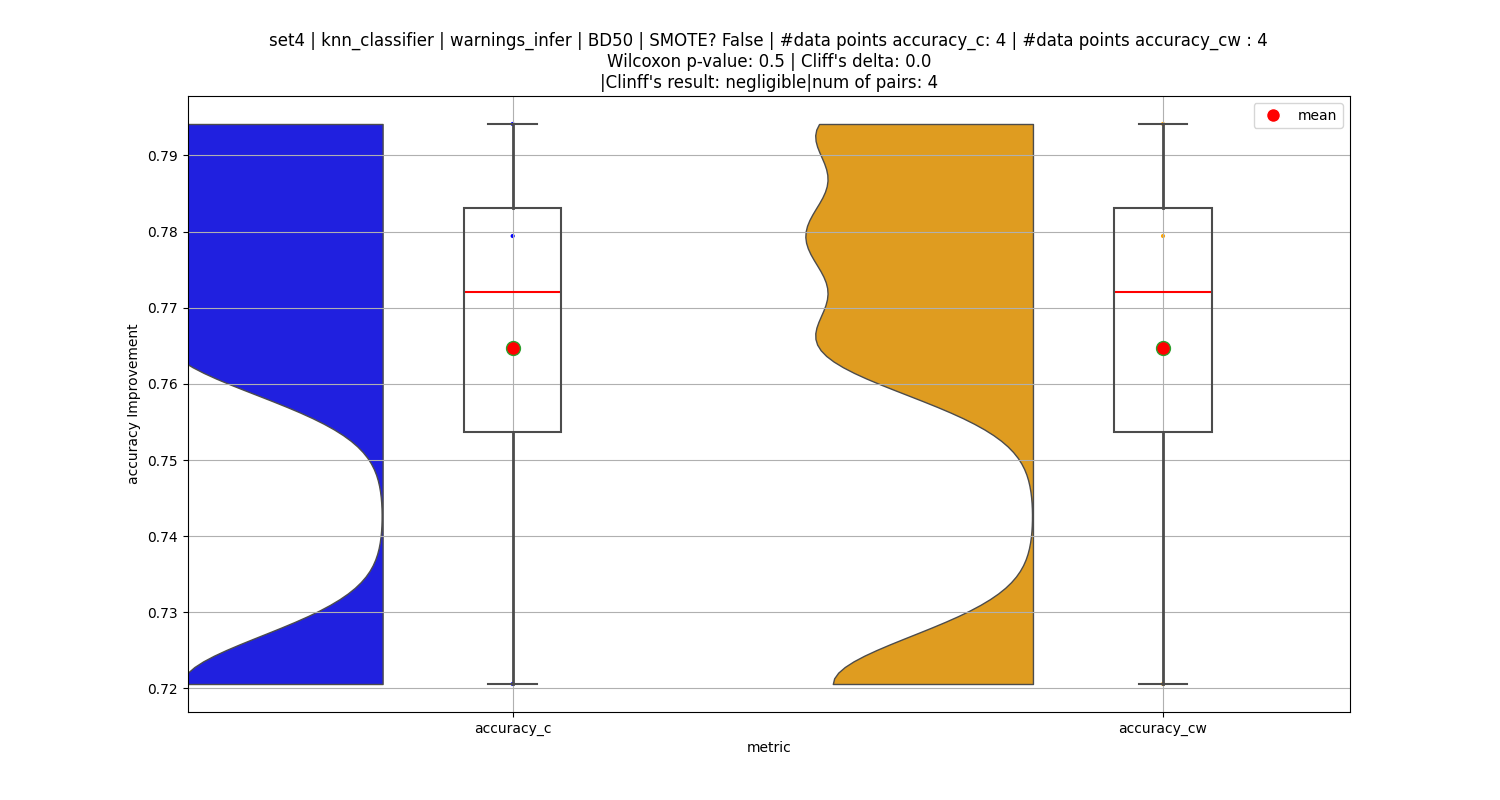 set4 | knn_classifier | warnings_infer | BD50 | SMOTE? False | #data points accuracy_c: 4 | #data points accuracy_cw : 4
Wilcoxon p-value: 0.5 | Cliff's delta: 0.0
|Clinff's result: negligible|num of pairs: 4
mean
0.79
0.78
0.77
0.76
0.75
0.74
0.73
0.72
accuracy Improvement
accuracy_c
accuracy_cw
metric